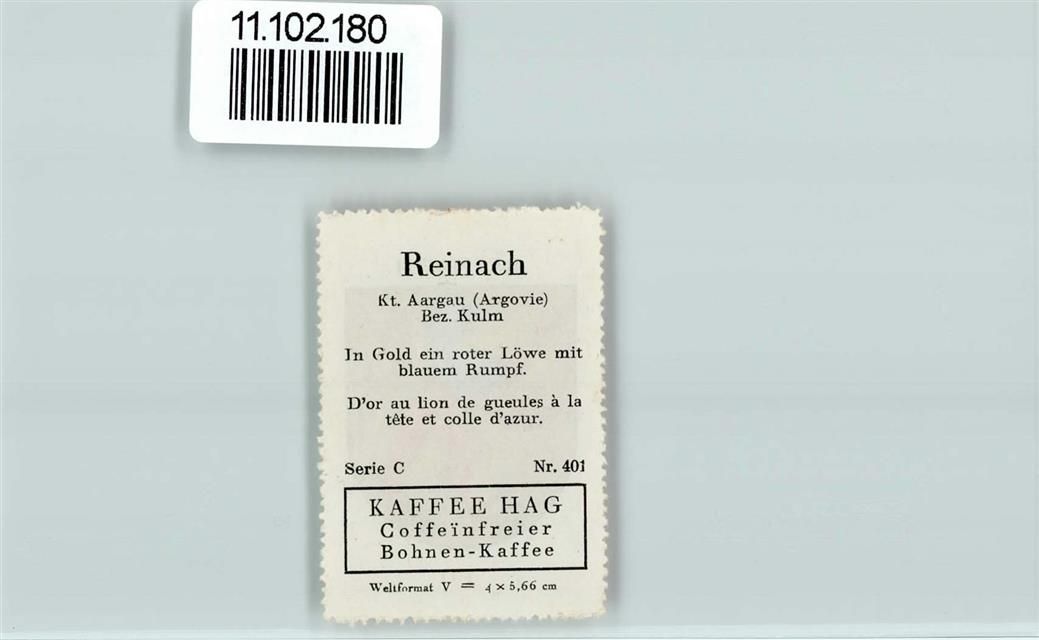 11.102.180
Reinach
Kt. Aargau (Argovie)
Bez. Kulm
In Gold ein roter Löwe mit
blauem Rumpf.
D'or au lion de gueules à la
tête et colle d'azur.
Serie C Nr. 401
KAFFEE HAG
Coffeïnfreier
Bohnen-Kaffee
Weltformat V = 4 × 5,66 cm